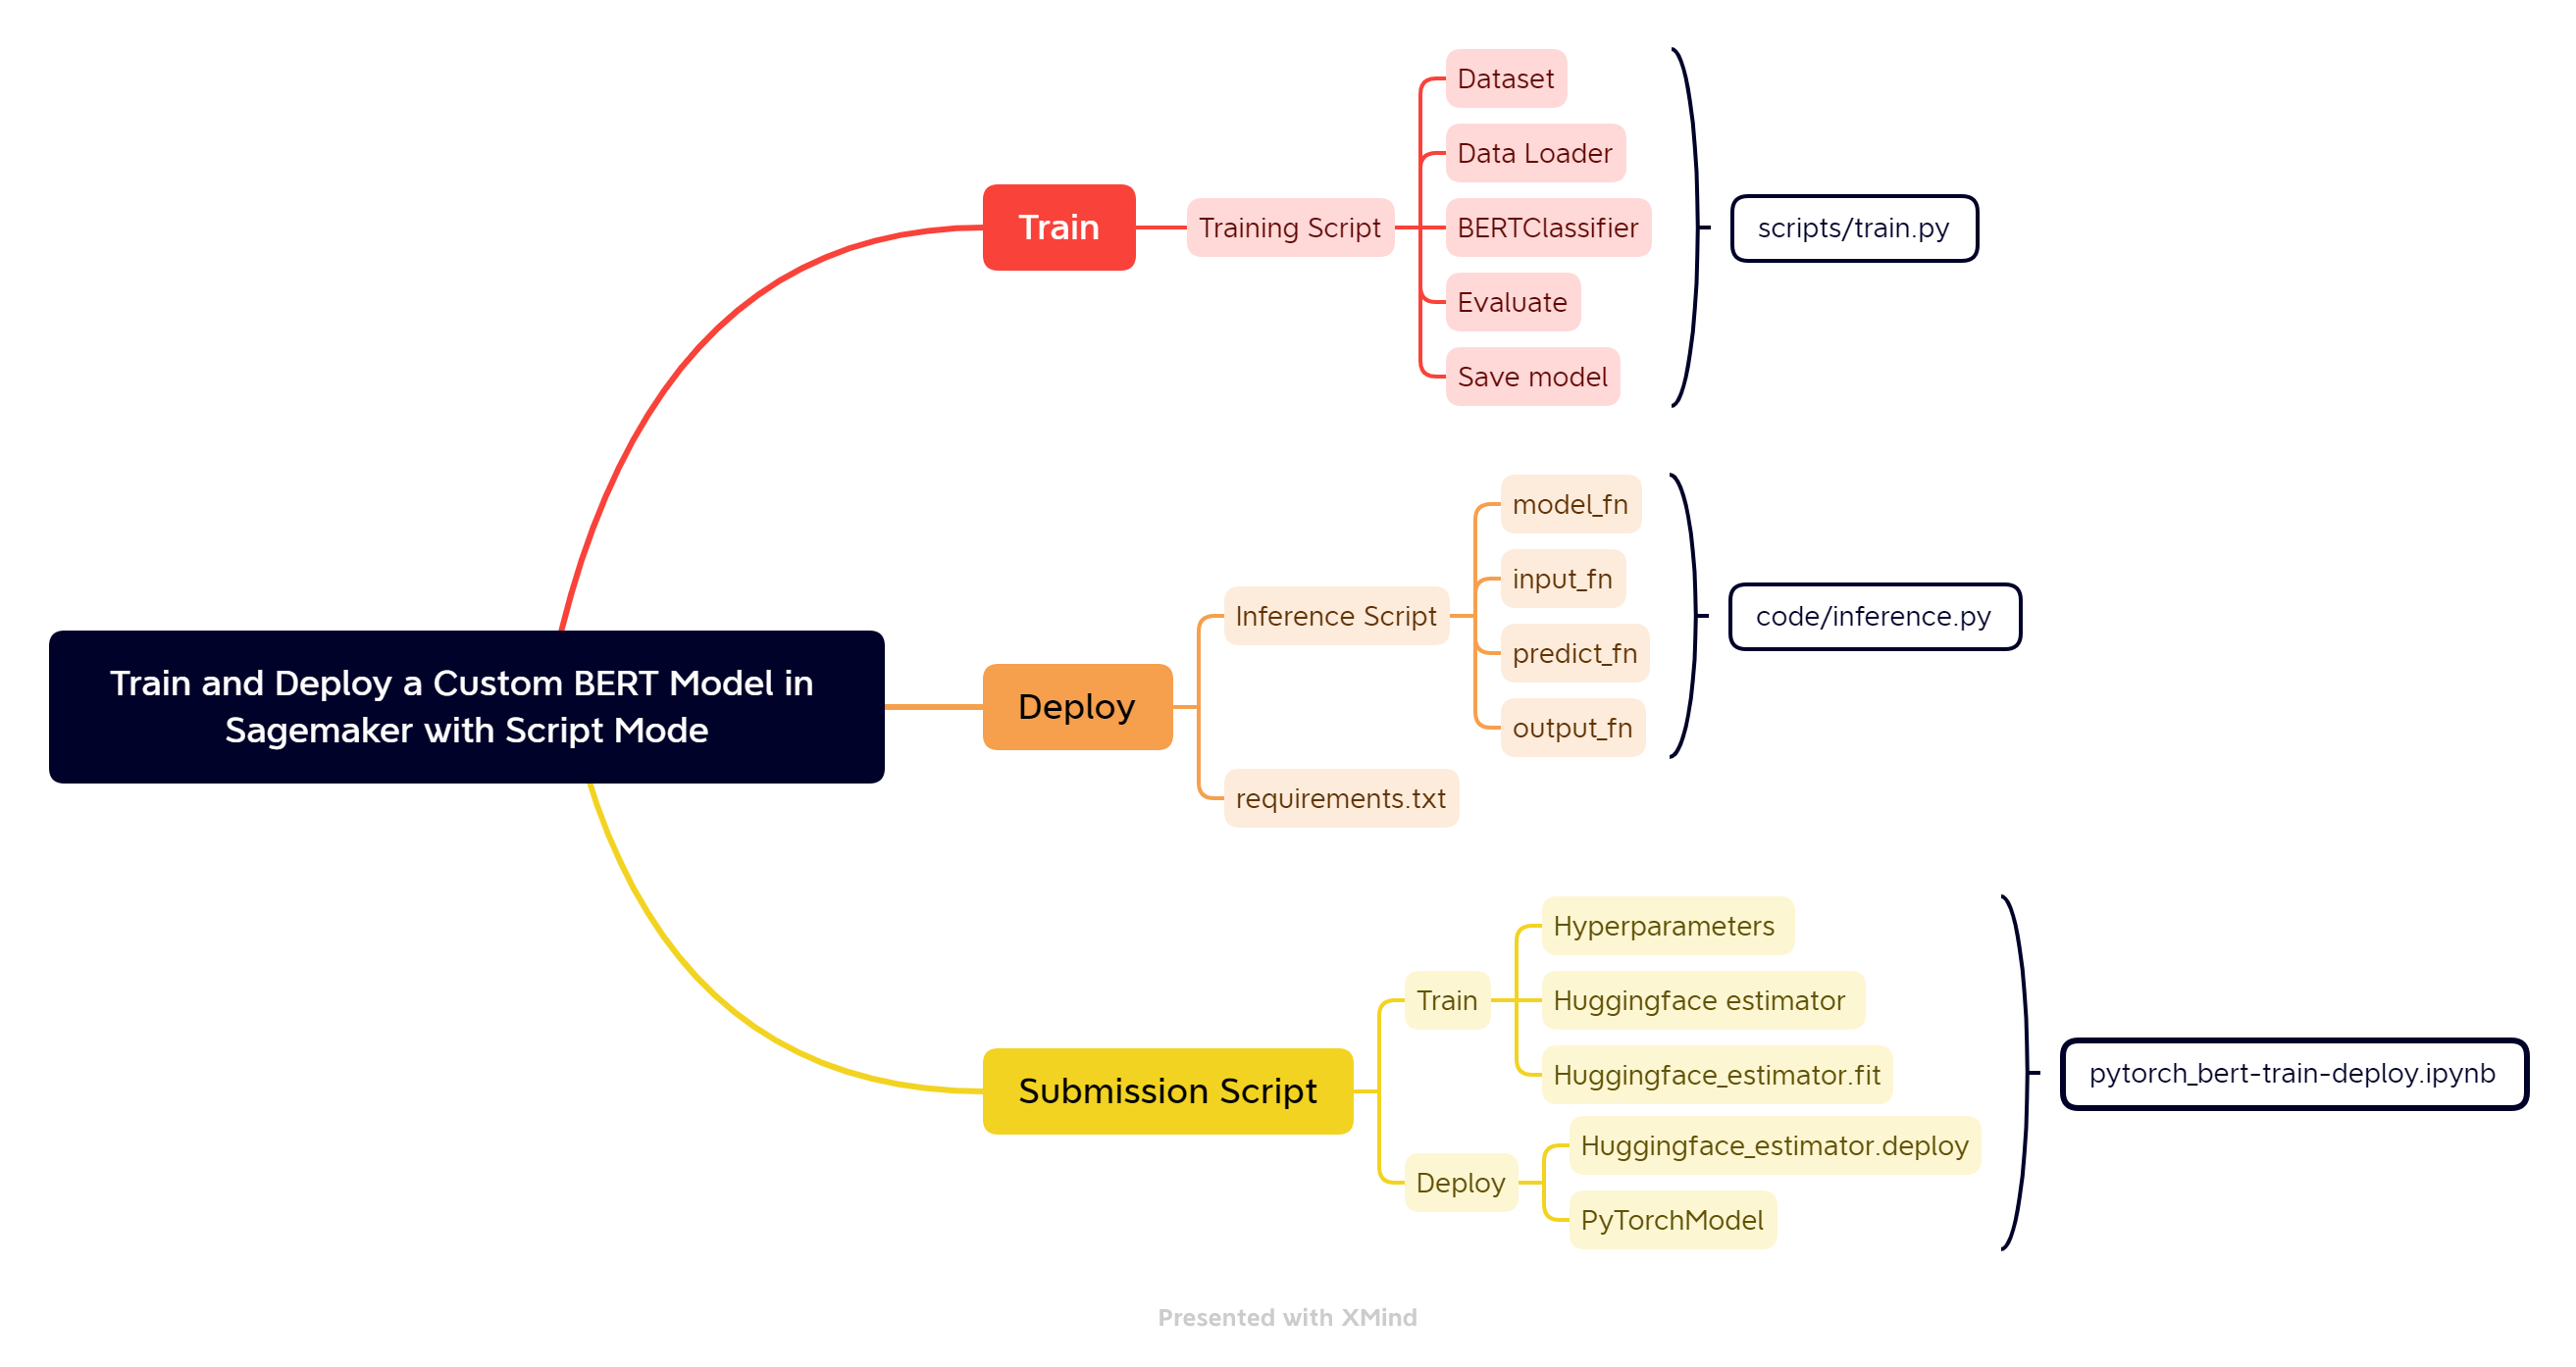 Train and Deploy a Custom BERT Model in
Sagemaker with Script Mode
Train
Training Script
Dataset
Data Loader
BERTClassifier
Evaluate
Save model
scripts/train.py
Deploy
Inference Script
model_fn
input_fn
predict_fn
output_fn
code/inference.py
requirements.txt
Submission Script
Train
Hyperparameters
Huggingface estimator
Huggingface_estimator.fit
Deploy
Huggingface_estimator.deploy
PyTorchModel
pytorch_bert-train-deploy.ipynb
Presented with XMind